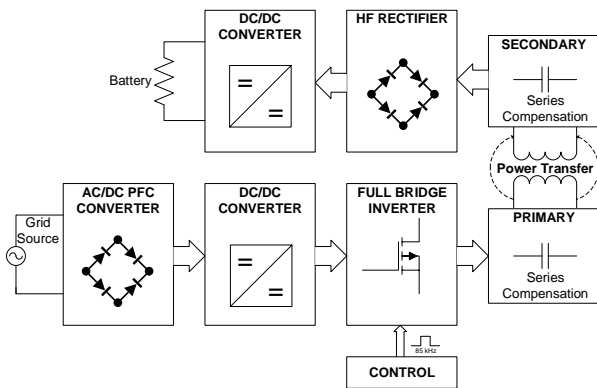 DC/DC
CONVERTER
HF RECTIFIER
SECONDARY
Battery
Series
Compensation
Power Transfer
AC/DC PFC
CONVERTER
DC/DC
CONVERTER
FULL BRIDGE
INVERTER
PRIMARY
Grid
Source
Series
Compensation
85 kHz
CONTROL